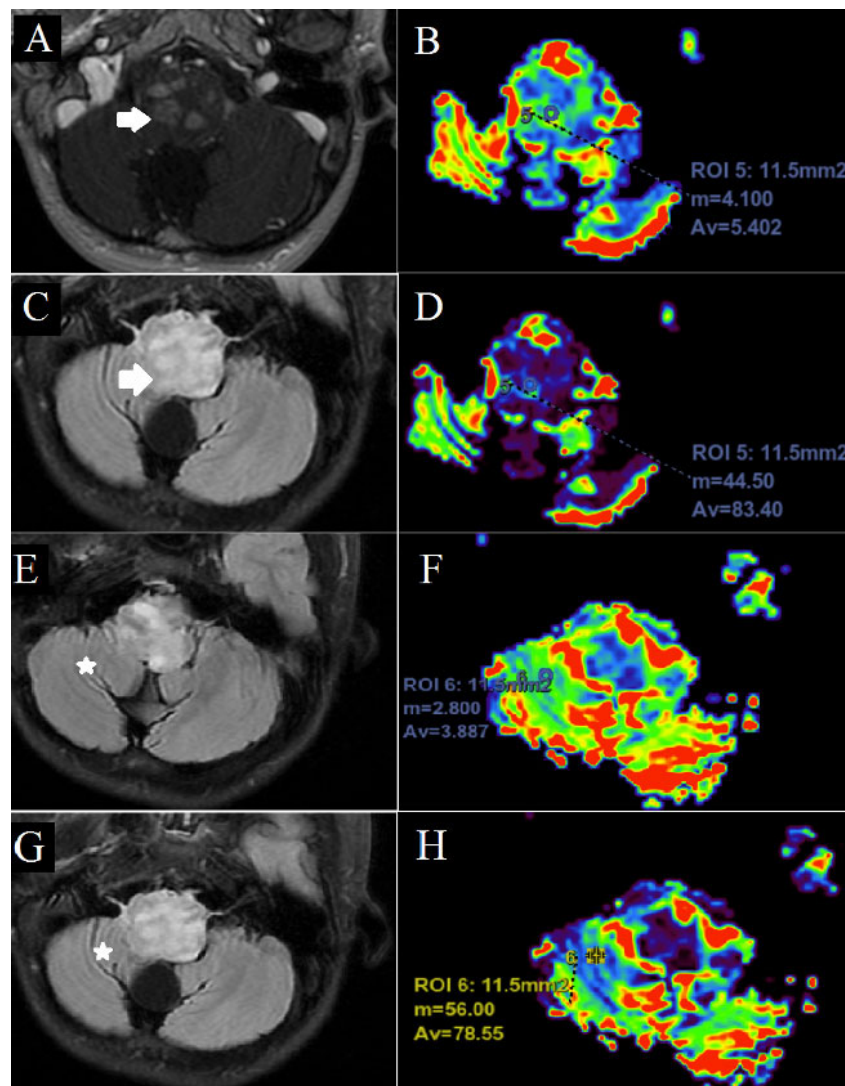 A
B
ROI 5: 11.5mm2
m=4.100
Av=5.402
5
C
D
ROI 5: 11.5mm2
m=44.50
Av=83.40
5
E
F
ROI 6: 11.5mm2
m=2.800
Av=3.887
6
G
H
ROI 6: 11.5mm2
m=56.00
Av=78.55
6